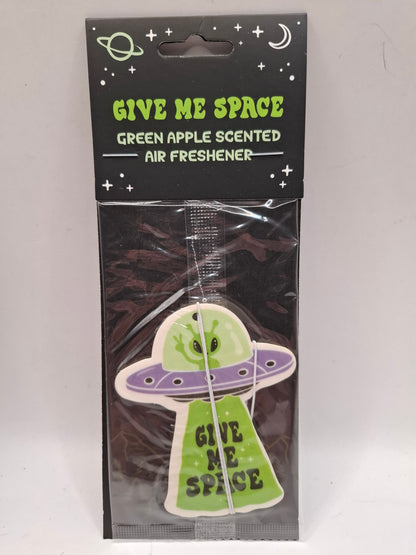 GIVE ME SPACE
GREEN APPLE SCENTED
AIR FRESHENER
GIVE
ME
SPACE